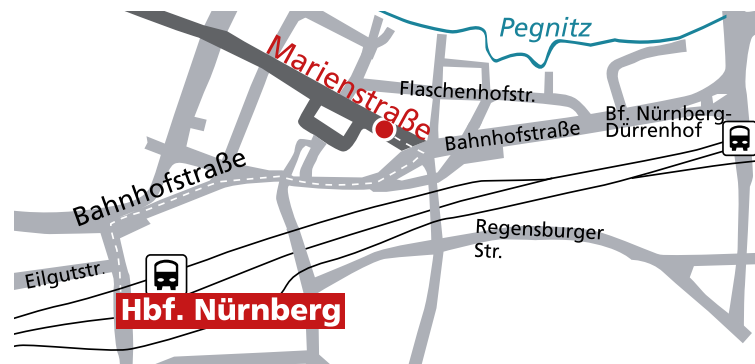 Pegnitz
Marienstraße
Flaschenhofstr.
Bf. Nürnberg-
Dürrenhof
Bahnhofstraße
Bahnhofstraße
Regensburger
Str.
Eilgutstr.
Hbf. Nürnberg